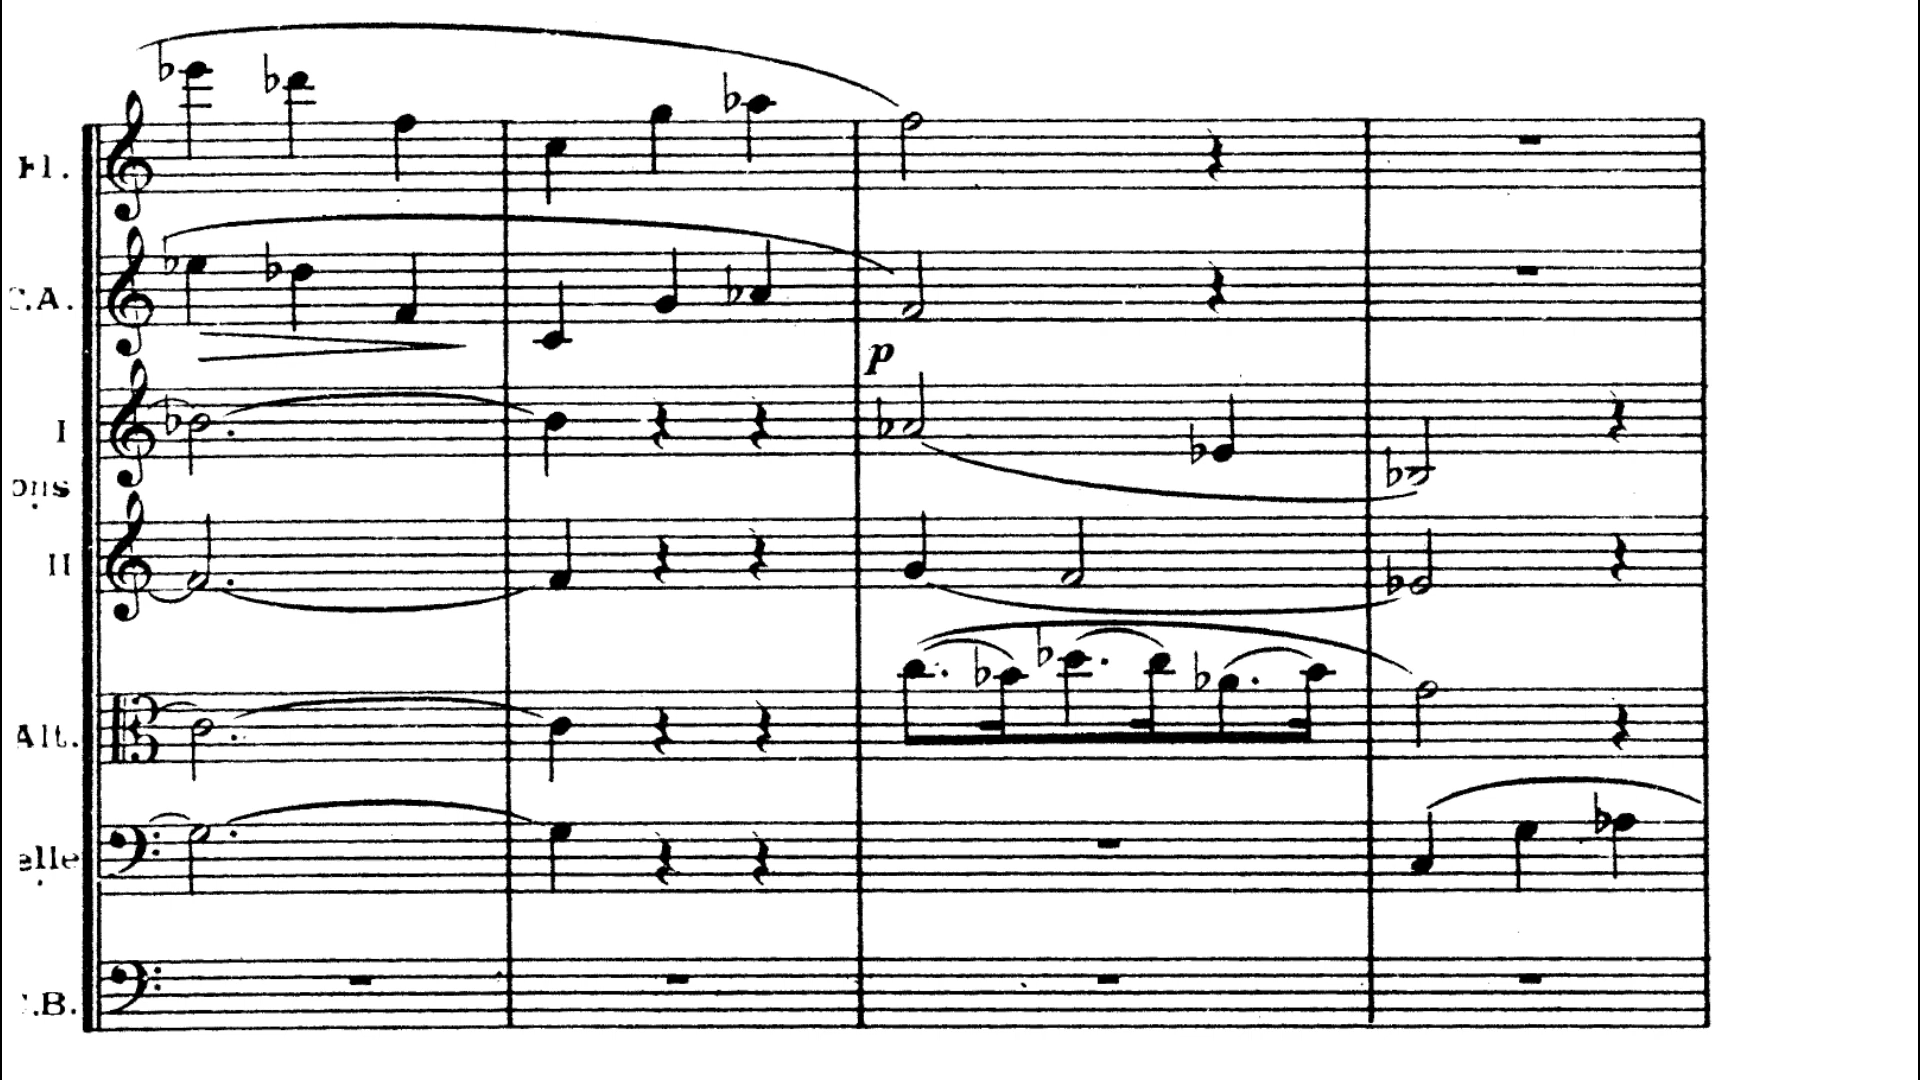 Fl.
C.A.
p
I
ons
II
Alt.
elle
.B.